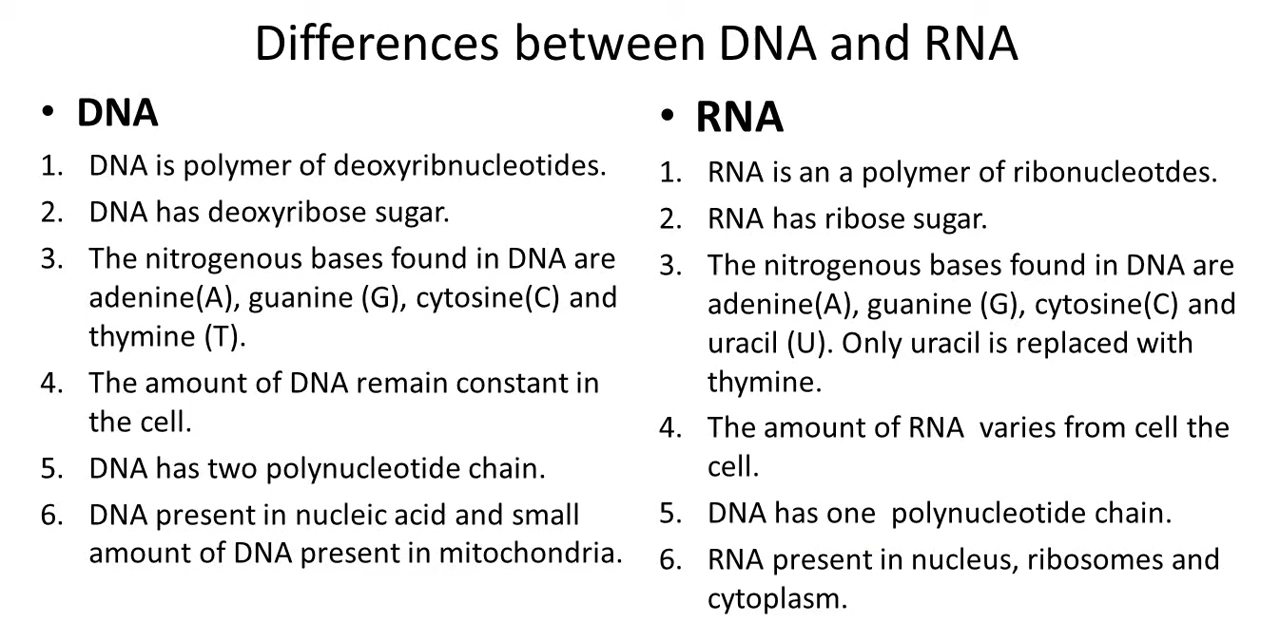 Differences between DNA and RNA
• DNA
1. DNA is polymer of deoxyribnucleotides.
2. DNA has deoxyribose sugar.
3. The nitrogenous bases found in DNA are
adenine(A), guanine (G), cytosine(C) and
thymine (T).
4. The amount of DNA remain constant in
the cell.
5. DNA has two polynucleotide chain.
6. DNA present in nucleic acid and small
amount of DNA present in mitochondria.
• RNA
1. RNA is an a polymer of ribonucleotdes.
2. RNA has ribose sugar.
3. The nitrogenous bases found in DNA are
adenine(A), guanine (G), cytosine(C) and
uracil (U). Only uracil is replaced with
thymine.
4. The amount of RNA  varies from cell the
cell.
5. DNA has one  polynucleotide chain.
6. RNA present in nucleus, ribosomes and
cytoplasm.